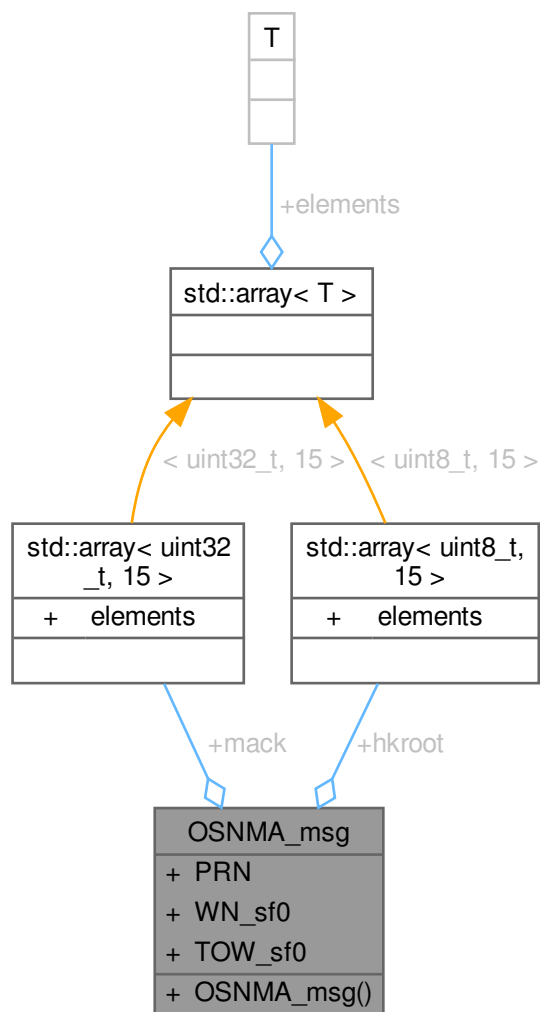 T
+elements
std::array< T >
< uint32_t, 15 > < uint8_t, 15 >
std::array< uint32
_t, 15 >
+ elements
std::array< uint8_t,
15 >
+ elements
+mack
+hkroot
OSNMA_msg
+ PRN
+ WN_sf0
+ TOW_sf0
+ OSNMA_msg()